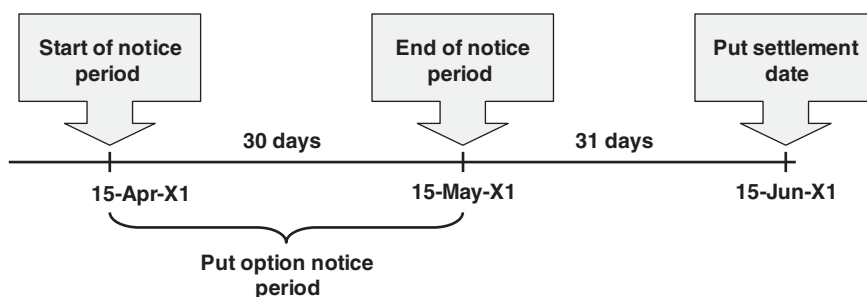 Start of notice
period
End of notice
period
Put settlement
date
30 days
31 days
15-Apr-X1
15-May-X1
15-Jun-X1
Put option notice
period